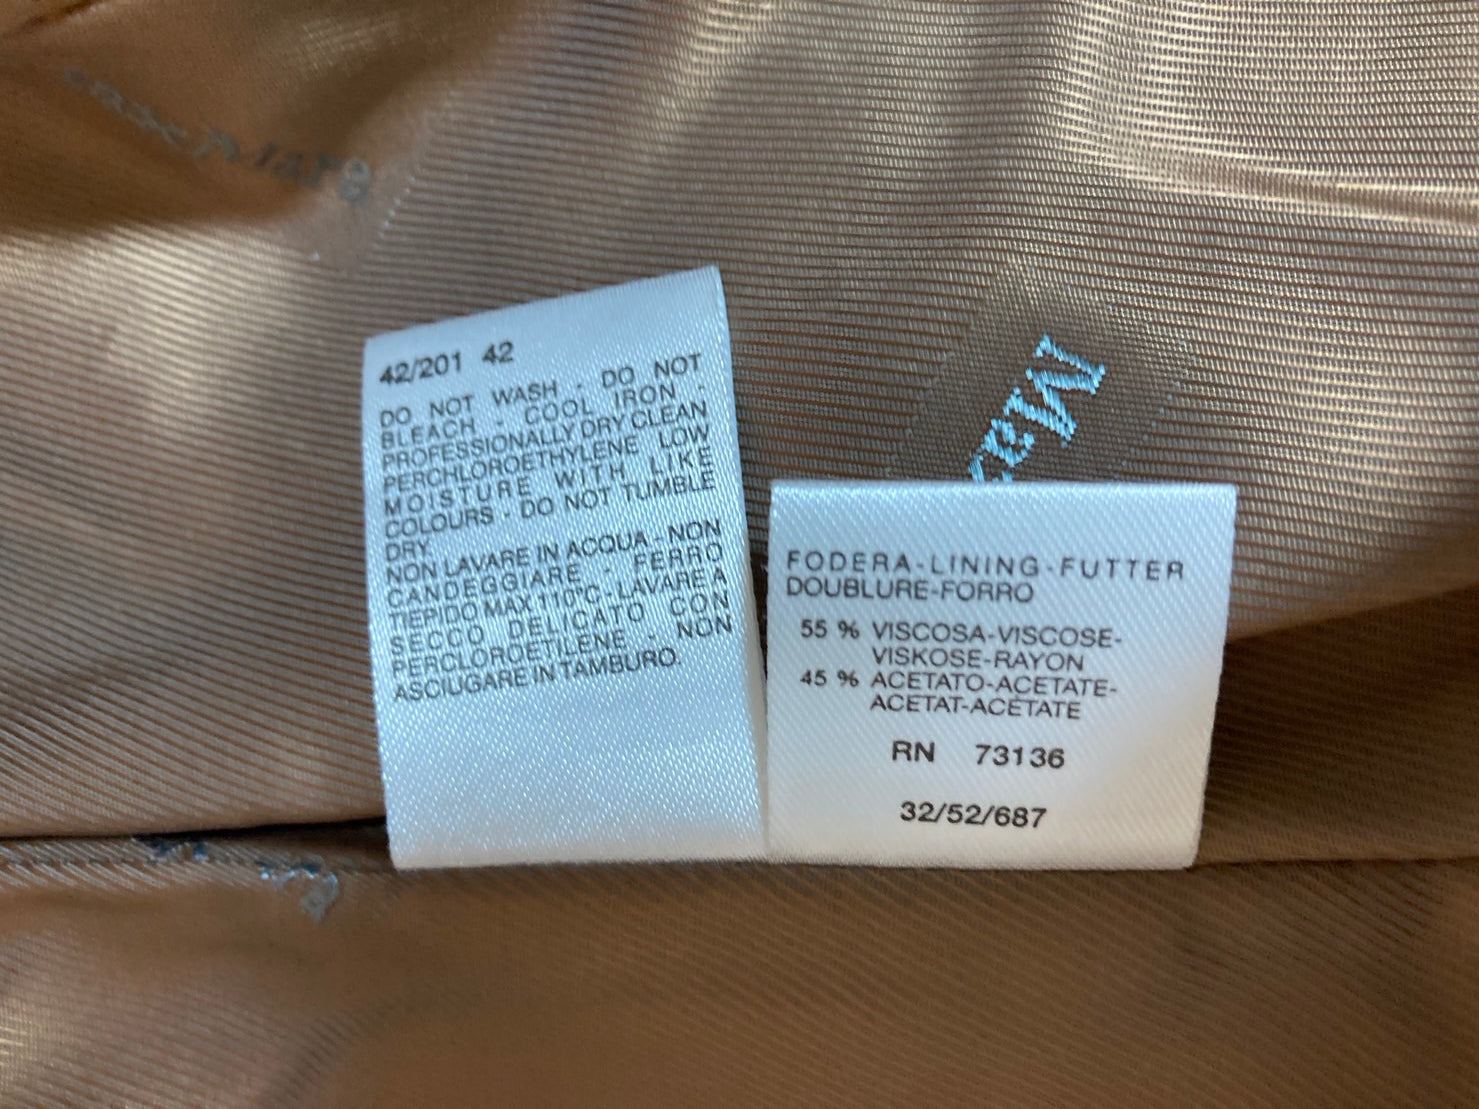 42/201 42
DO NOT WASH - DO NOT
BLEACH - COOL IRON -
PROFESSIONALLY DRY CLEAN
PERCHLOROETHYLENE LOW
MOISTURE WITH LIKE
COLOURS - DO NOT TUMBLE
DRY.
NON LAVARE IN ACQUA - NON
CANDEGGIARE - FERRO
TIEPIDO MAX 110°C - LAVARE A
SECCO DELICATO CON
PERCLOROETILENE - NON
ASCIUGARE IN TAMBURO.
FODERA-LINING-FUTTER
DOUBLURE-FORRO
55 % VISCOSA-VISCOSE-
VISKOSE-RAYON
45 % ACETATO-ACETATE-
ACETAT-ACÉTATE
RN 73136
32/52/687